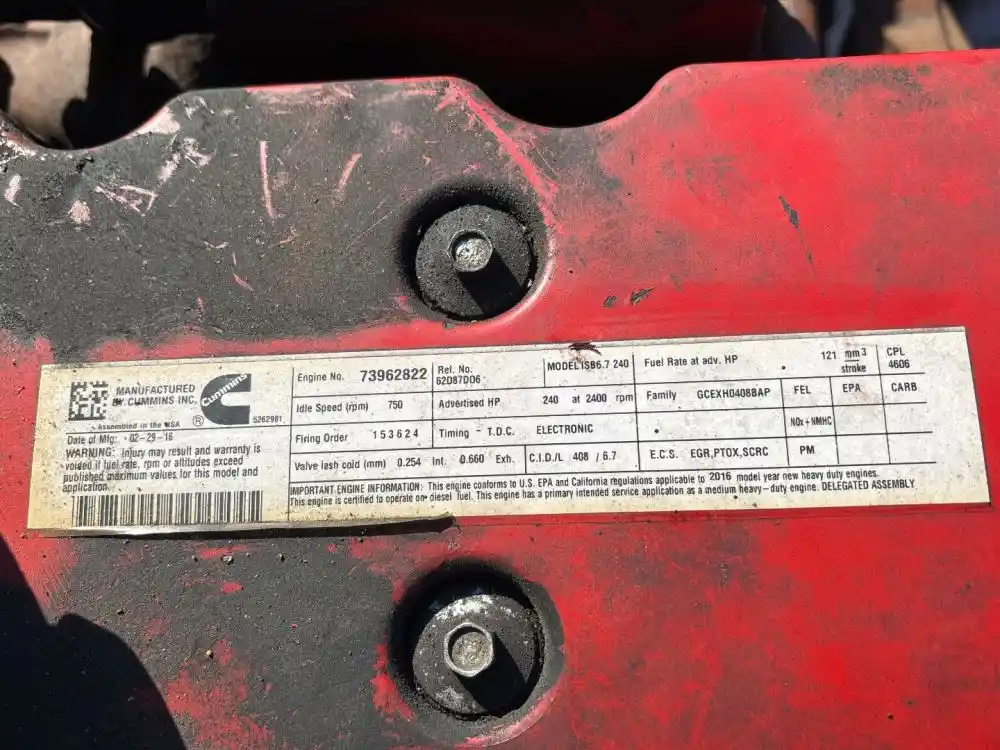 MANUFACTURED
BY CUMMINS INC.
Cummins
®
5262981
Assembled in the USA
Date of Mfg: 02-29-16
WARNING: Injury may result and warranty is
voided if fuel rate, rpm or altitudes exceed
published maximum values for this model and
application.
Engine No. 73962822
Rel. No.
62D87D06
MODEL ISB6.7 240
Fuel Rate at adv. HP 121 mm3
stroke
CPL
4606
Idle Speed (rpm) 750
Advertised HP 240 at 2400 rpm
Family GCEXH0408BAP
FEL
EPA
CARB
Firing Order 153624
Timing - T.D.C. ELECTRONIC
NOx+NMHC
Valve lash cold (mm) 0.254 Int. 0.660 Exh.
C.I.D./L 408 / 6.7
E.C.S. EGR,PTOX,SCRC
PM
IMPORTANT ENGINE INFORMATION: This engine conforms to U.S. EPA and California regulations applicable to 2016 model year new heavy duty engines.
This engine is certified to operate on diesel fuel. This engine has a primary intended service application as a medium heavy-duty engine. DELEGATED ASSEMBLY